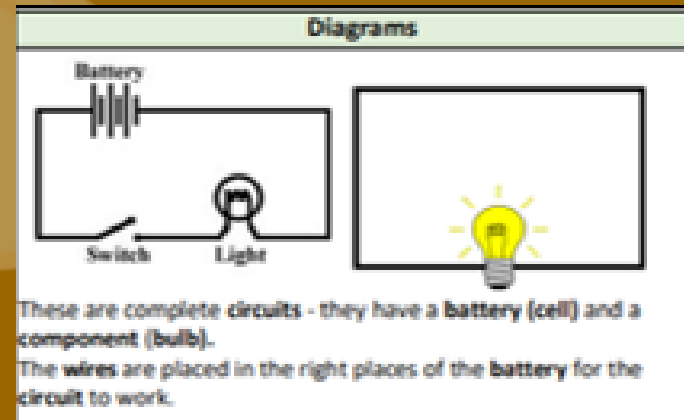 Diagrams
Battery
Switch Light
These are complete circuits - they have a battery (cell) and a
component (bulb).
The wires are placed in the right places of the battery for the
circuit to work.